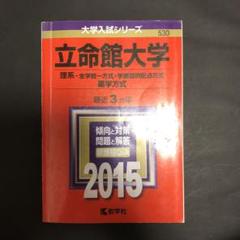 大学入試シリーズ
530
立命館大学
理系-全学統一方式・学部個別配点方式
薬学方式
最近3カ年
傾向と対策
問題と解答
2015
教学社